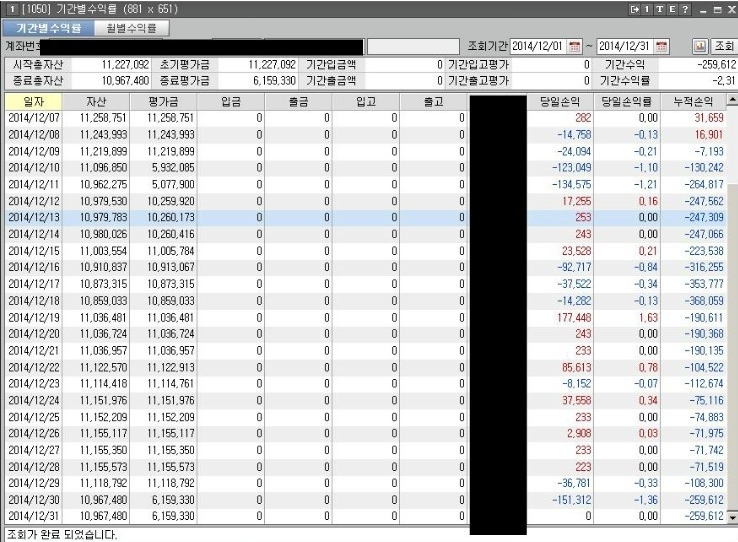 1 [1050] 기간별수익률 (881 x 651) 1 T E ?
기간별수익률 월별수익률
계좌번호 조회기간 2014/12/01 ~ 2014/12/31 조회
시작총자산 11,227,092 초기평가금 11,227,092 기간입금액 0 기간입고평가 0 기간수익 -259,612
종료총자산 10,967,480 종료평가금 6,159,330 기간출금액 0 기간출고평가 0 기간수익률 -2.31
일자 자산 평가금 입금 출금 입고 출고 당일손익 당일손익률 누적손익
2014/12/07 11,258,751 11,258,751 0 0 0 0 282 0.00 31,659
2014/12/08 11,243,993 11,243,993 0 0 0 0 -14,758 -0.13 16,901
2014/12/09 11,219,899 11,219,899 0 0 0 0 -24,094 -0.21 -7,193
2014/12/10 11,096,850 5,932,085 0 0 0 0 -123,049 -1.10 -130,242
2014/12/11 10,962,275 5,077,900 0 0 0 0 -134,575 -1.21 -264,817
2014/12/12 10,979,530 10,259,920 0 0 0 0 17,255 0.16 -247,562
2014/12/13 10,979,783 10,260,173 0 0 0 0 253 0.00 -247,309
2014/12/14 10,980,026 10,260,416 0 0 0 0 243 0.00 -247,066
2014/12/15 11,003,554 11,005,784 0 0 0 0 23,528 0.21 -223,538
2014/12/16 10,910,837 10,913,067 0 0 0 0 -92,717 -0.84 -316,255
2014/12/17 10,873,315 10,873,315 0 0 0 0 -37,522 -0.34 -353,777
2014/12/18 10,859,033 10,859,033 0 0 0 0 -14,282 -0.13 -368,059
2014/12/19 11,036,481 11,036,481 0 0 0 0 177,448 1.63 -190,611
2014/12/20 11,036,724 11,036,724 0 0 0 0 243 0.00 -190,368
2014/12/21 11,036,957 11,036,957 0 0 0 0 233 0.00 -190,135
2014/12/22 11,122,570 11,122,913 0 0 0 0 85,613 0.78 -104,522
2014/12/23 11,114,418 11,114,761 0 0 0 0 -8,152 -0.07 -112,674
2014/12/24 11,151,976 11,151,976 0 0 0 0 37,558 0.34 -75,116
2014/12/25 11,152,209 11,152,209 0 0 0 0 233 0.00 -74,883
2014/12/26 11,155,117 11,155,117 0 0 0 0 2,908 0.03 -71,975
2014/12/27 11,155,350 11,155,350 0 0 0 0 233 0.00 -71,742
2014/12/28 11,155,573 11,155,573 0 0 0 0 223 0.00 -71,519
2014/12/29 11,118,792 11,118,792 0 0 0 0 -36,781 -0.33 -108,300
2014/12/30 10,967,480 6,159,330 0 0 0 0 -151,312 -1.36 -259,612
2014/12/31 10,967,480 6,159,330 0 0 0 0 0 0.00 -259,612
조회가 완료 되었습니다.